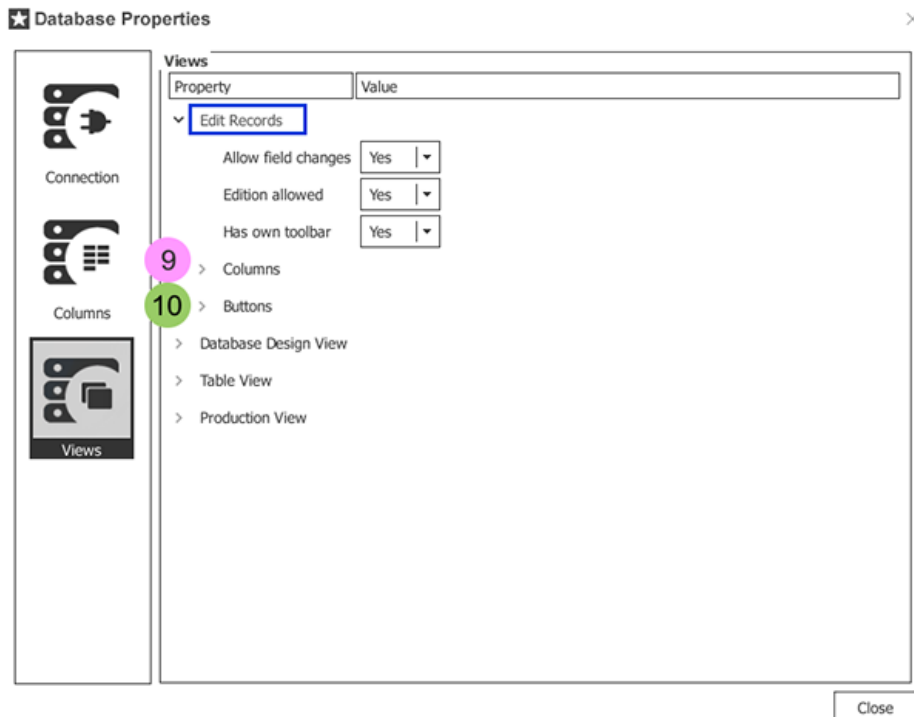 Database Properties
Views
Property Value
Edit Records
Allow field changes Yes
Edition allowed Yes
Has own toolbar Yes
9 Columns
10 Buttons
Database Design View
Table View
Production View
Connection
Columns
Views
Close